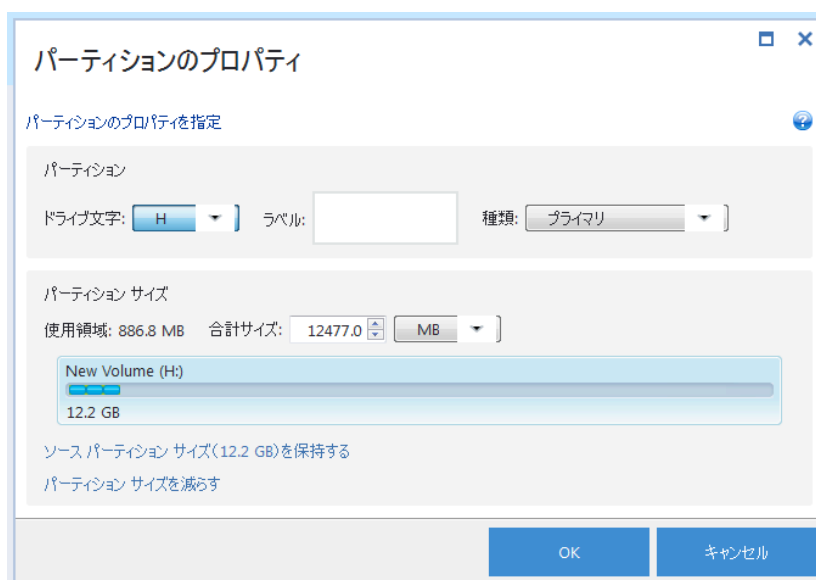 パーティションのプロパティ
パーティションのプロパティを指定
パーティション
ドライブ文字: H ラベル: 種類: プライマリ
パーティション サイズ
使用領域: 886.8 MB 合計サイズ: 12477.0 MB
New Volume (H:)
12.2 GB
ソース パーティション サイズ(12.2 GB)を保持する
パーティション サイズを減らす
OK キャンセル